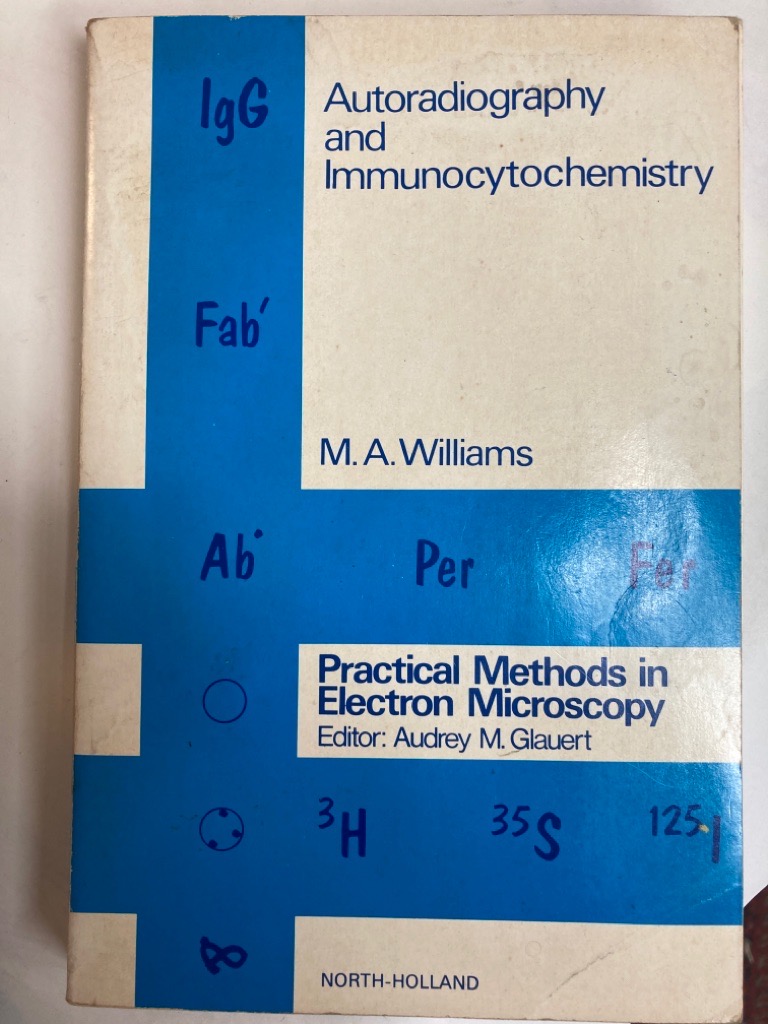 IgG
Autoradiography
and
Immunocytochemistry
Fab′
M. A. Williams
Ab· Per Fer
Practical Methods in
Electron Microscopy
Editor: Audrey M. Glauert
³H ³⁵S ¹²⁵I
NORTH-HOLLAND